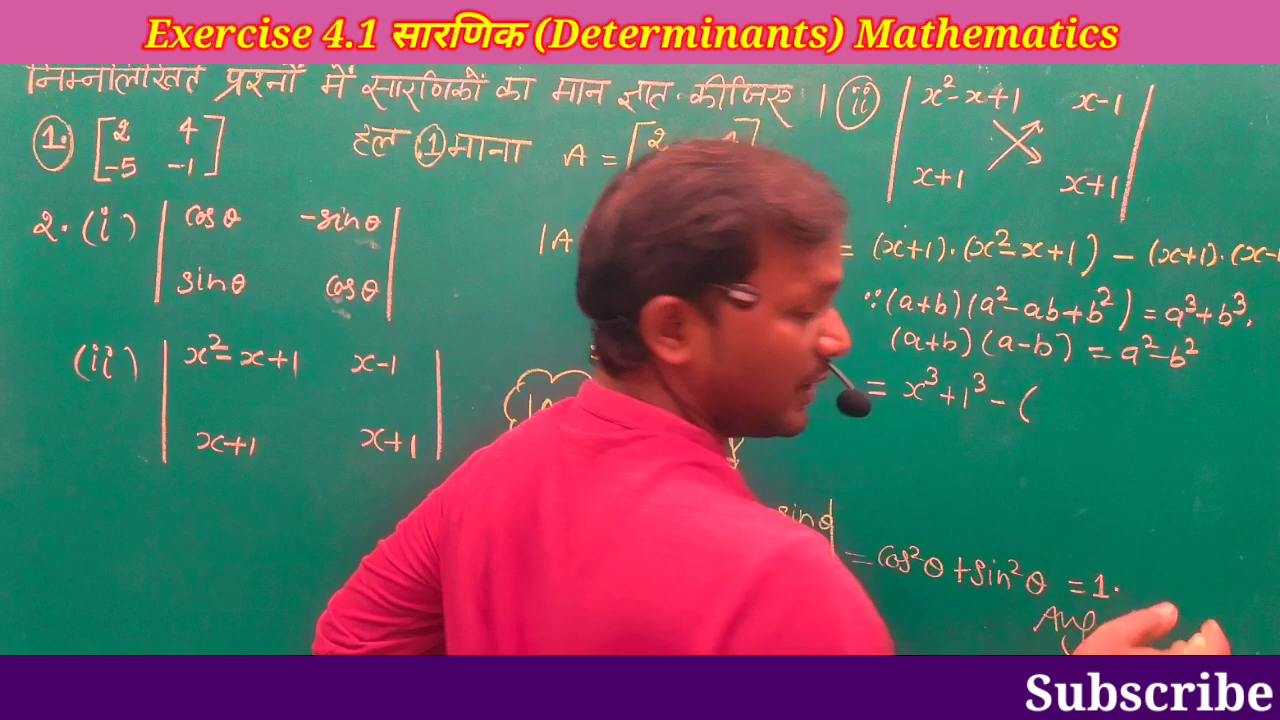 Exercise 4.1 सारणिक (Determinants) Mathematics
निम्नलिखित प्रश्नों में सारणिकों का मान ज्ञात कीजिए ।
1. [2 4
-5 -1]
हल 1 माना A = [2
|A
2. (i) | cosθ -sinθ |
| sinθ cosθ |
(ii) | x²-x+1 x-1 |
| x+1 x+1 |
ii | x²-x+1 x-1 |
| x+1 x+1 |
= (x+1).(x²-x+1) - (x+1).(x-1
∵ (a+b)(a²-ab+b²) = a³+b³,
(a+b)(a-b) = a²-b²
= x³+1³-(
sinθ |
= cos²θ + sin²θ = 1.
Ans
Subscribe